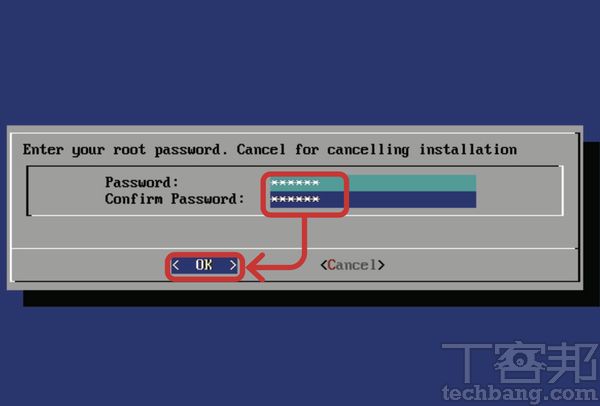 Enter your root password. Cancel for cancelling installation
Password: ******
Confirm Password: ******
< OK > <Cancel>
T客邦
techbang.com